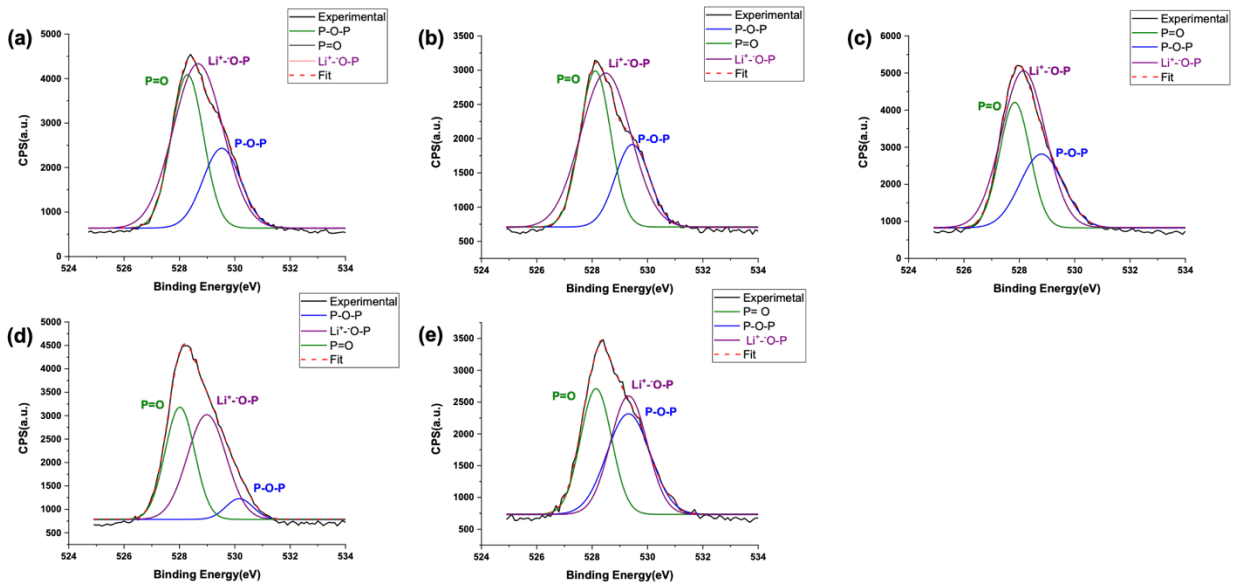 (a)
Experimental
P-O-P
P=O
Li⁺-⁻O-P
Fit
Li⁺-⁻O-P
P=O
P-O-P
CPS(a.u.)
5000
4000
3000
2000
1000
0
524 526 528 530 532 534
Binding Energy(eV)
(b)
Experimental
P-O-P
P=O
Li⁺-⁻O-P
Fit
Li⁺-⁻O-P
P=O
P-O-P
CPS(a.u.)
3500
3000
2500
2000
1500
1000
500
524 526 528 530 532 534
Binding Energy(eV)
(c)
Experimental
P=O
P-O-P
Li⁺-⁻O-P
Fit
Li⁺-⁻O-P
P=O
P-O-P
CPS(a.u.)
6000
5000
4000
3000
2000
1000
0
524 526 528 530 532 534
Binding Energy(eV)
(d)
Experimental
P-O-P
Li⁺-⁻O-P
P=O
Fit
P=O
Li⁺-⁻O-P
P-O-P
CPS(a.u.)
5000
4500
4000
3500
3000
2500
2000
1500
1000
500
524 526 528 530 532 534
Binding Energy(eV)
(e)
Experimetal
P= O
P-O-P
Li⁺-⁻O-P
Fit
P=O
Li⁺-⁻O-P
P-O-P
CPS(a.u.)
3500
3000
2500
2000
1500
1000
500
524 526 528 530 532 534
Binding Energy(eV)